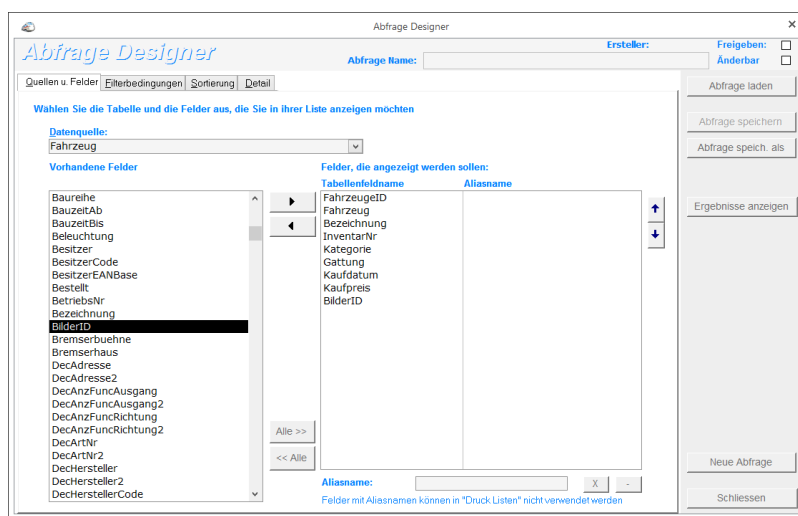 Abfrage Designer
×
Abfrage Designer
Ersteller:
Freigeben:
Abfrage Name:
Änderbar
Quellen u. Felder
Filterbedingungen
Sortierung
Detail
Abfrage laden
Wählen Sie die Tabelle und die Felder aus, die Sie in ihrer Liste anzeigen möchten
Abfrage speichern
Datenquelle:
Fahrzeug
Abfrage speich. als
Vorhandene Felder
Felder, die angezeigt werden sollen:
Tabellenfeldname
Aliasname
Baureihe
BauzeitAb
BauzeitBis
Beleuchtung
Besitzer
BesitzerCode
BesitzerEANBase
Bestellt
BetriebsNr
Bezeichnung
BilderID
Bremserbuehne
Bremserhaus
DecAdresse
DecAdresse2
DecAnzFuncAusgang
DecAnzFuncAusgang2
DecAnzFuncRichtung
DecAnzFuncRichtung2
DecArtNr
DecArtNr2
DecHersteller
DecHersteller2
DecHerstellerCode
Alle >>
<< Alle
FahrzeugeID
Fahrzeug
Bezeichnung
InventarNr
Kategorie
Gattung
Kaufdatum
Kaufpreis
BilderID
Ergebnisse anzeigen
Neue Abfrage
Aliasname:
X
-
Felder mit Aliasnamen können in "Druck Listen" nicht verwendet werden
Schliessen